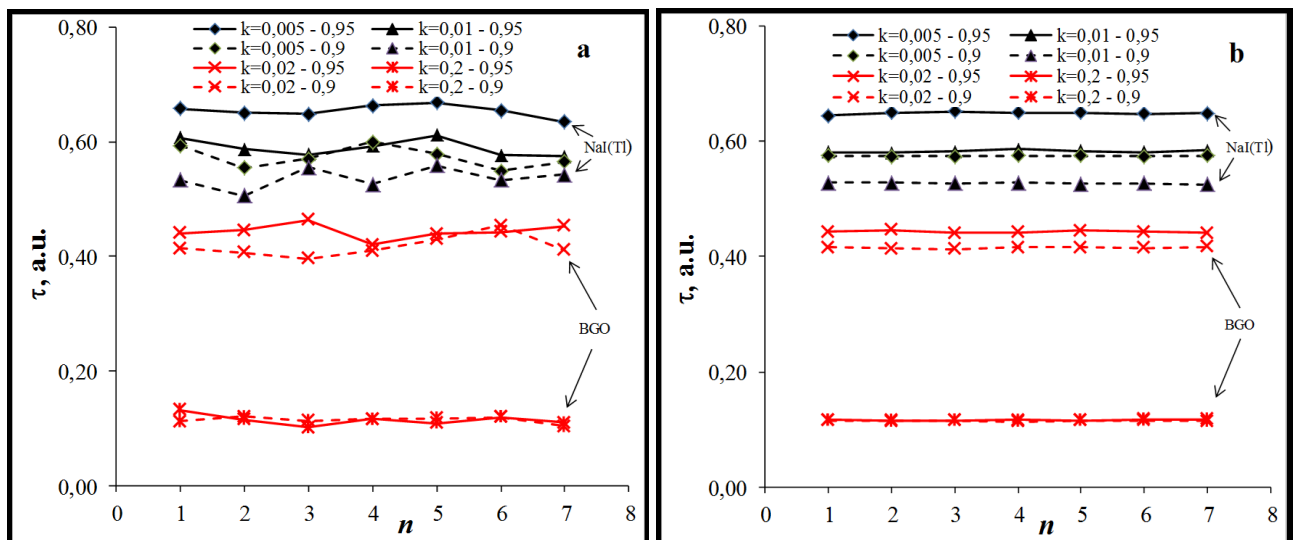 0,80
k=0,005 - 0,95 k=0,01 - 0,95
k=0,005 - 0,9 k=0,01 - 0,9
k=0,02 - 0,95 k=0,2 - 0,95
k=0,02 - 0,9 k=0,2 - 0,9
a
0,60
NaI(Tl)
0,40
τ, a.u.
BGO
0,20
0,00
0 1 2 3 4 5 6 7 8
n
0,80
k=0,005 - 0,95 k=0,01 - 0,95
k=0,005 - 0,9 k=0,01 - 0,9
k=0,02 - 0,95 k=0,2 - 0,95
k=0,02 - 0,9 k=0,2 - 0,9
b
0,60
NaI(Tl)
0,40
τ, a.u.
BGO
0,20
0,00
0 1 2 3 4 5 6 7 8
n